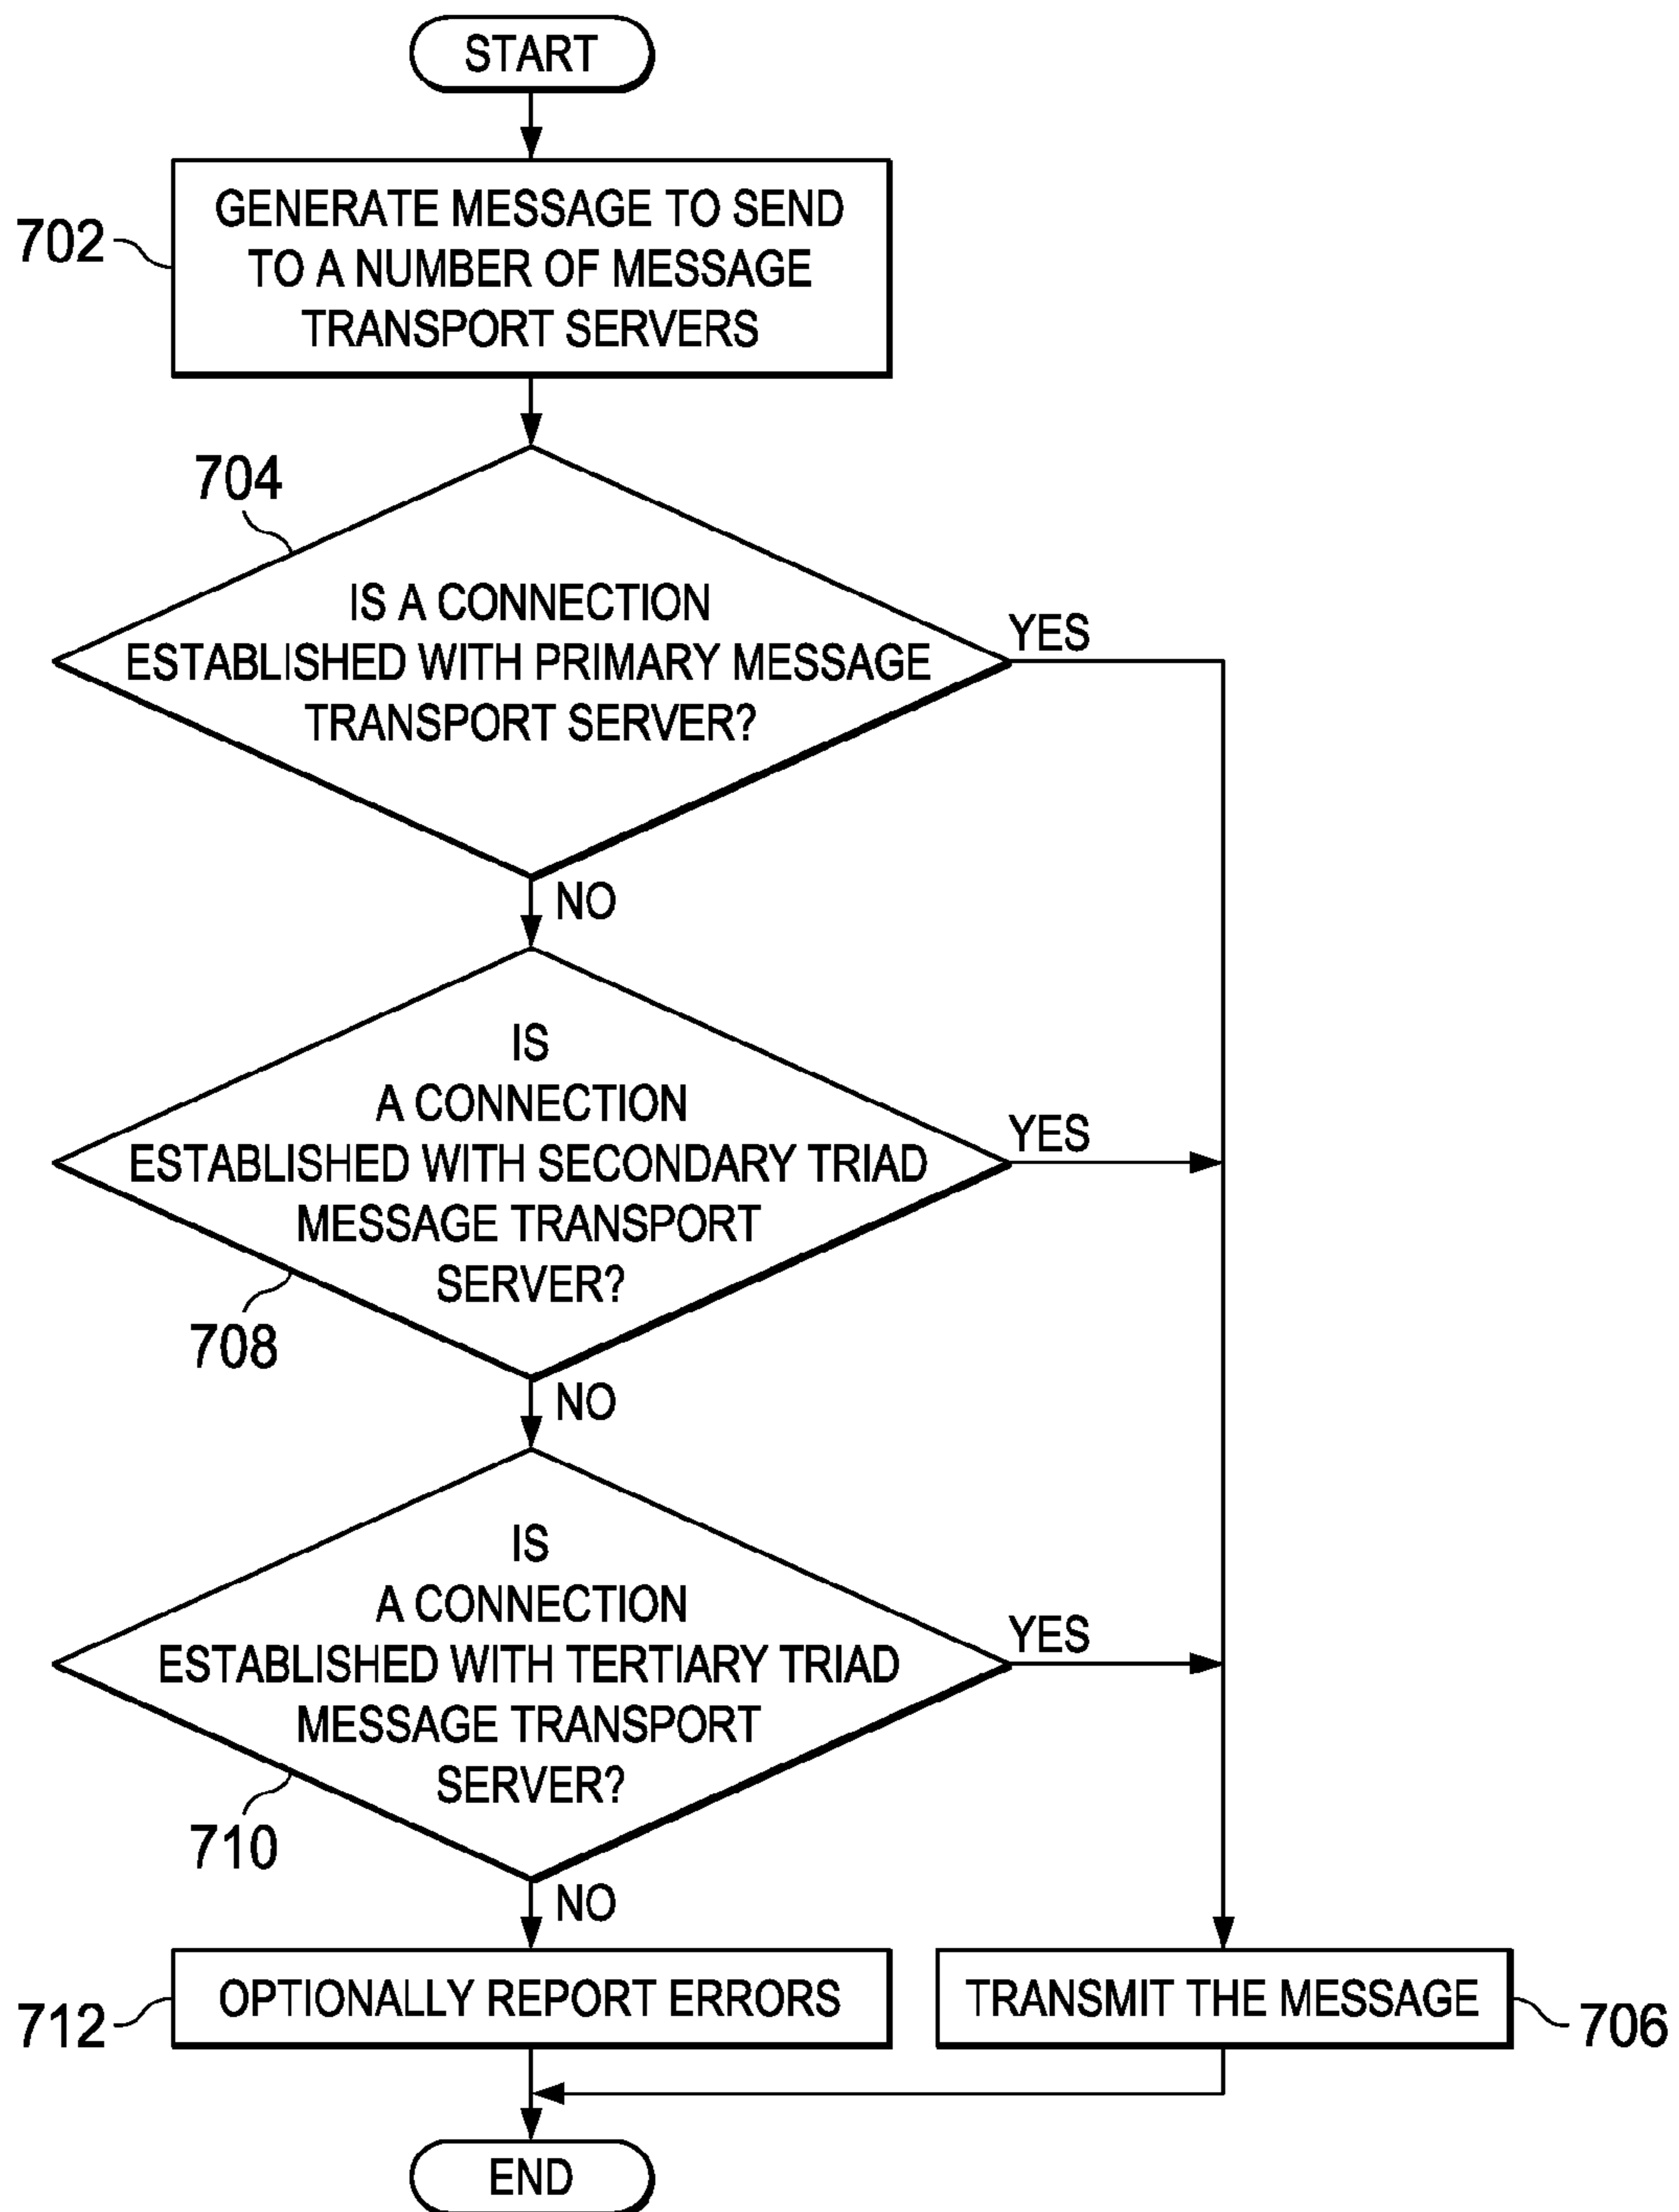 START
702
GENERATE MESSAGE TO SEND
TO A NUMBER OF MESSAGE
TRANSPORT SERVERS
704
IS A CONNECTION
ESTABLISHED WITH PRIMARY MESSAGE
TRANSPORT SERVER?
YES
NO
IS
A CONNECTION
ESTABLISHED WITH SECONDARY TRIAD
MESSAGE TRANSPORT
SERVER?
YES
708
NO
IS
A CONNECTION
ESTABLISHED WITH TERTIARY TRIAD
MESSAGE TRANSPORT
SERVER?
YES
710
NO
712
OPTIONALLY REPORT ERRORS
TRANSMIT THE MESSAGE
706
END